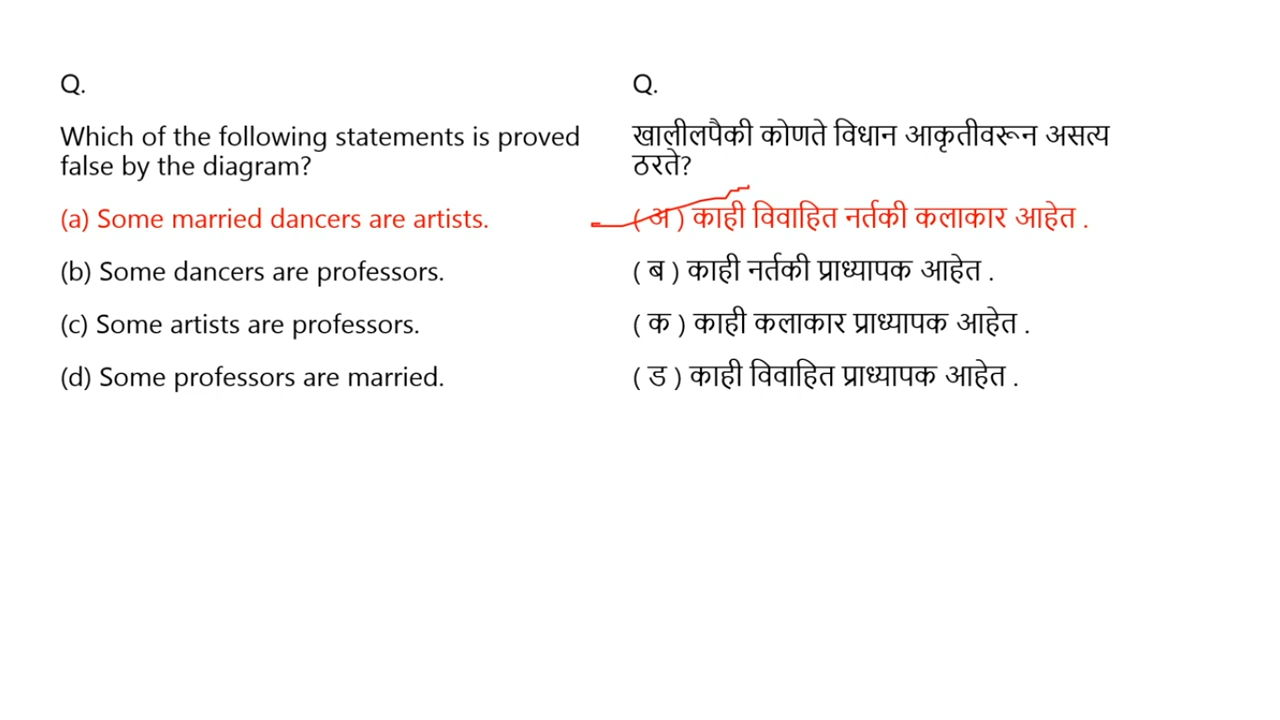 Q.
Which of the following statements is proved
false by the diagram?
(a) Some married dancers are artists.
(b) Some dancers are professors.
(c) Some artists are professors.
(d) Some professors are married.
Q.
खालीलपैकी कोणते विधान आकृतीवरून असत्य
ठरते?
( अ ) काही विवाहित नर्तकी कलाकार आहेत .
( ब ) काही नर्तकी प्राध्यापक आहेत .
( क ) काही कलाकार प्राध्यापक आहेत .
( ड ) काही विवाहित प्राध्यापक आहेत .